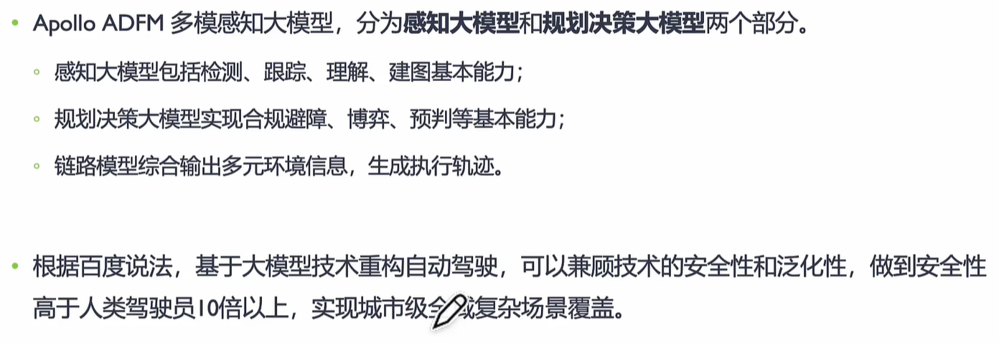 • Apollo ADFM 多模感知大模型，分为感知大模型和规划决策大模型两个部分。
◦ 感知大模型包括检测、跟踪、理解、建图基本能力；
◦ 规划决策大模型实现合规避障、博弈、预判等基本能力；
◦ 链路模型综合输出多元环境信息，生成执行轨迹。
• 根据百度说法，基于大模型技术重构自动驾驶，可以兼顾技术的安全性和泛化性，做到安全性
高于人类驾驶员10倍以上，实现城市级全域复杂场景覆盖。